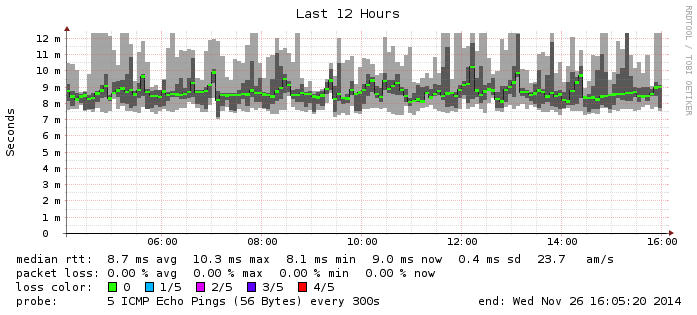 Last 12 Hours
RRDTOOL / TOBI OETIKER
Seconds
12 m
11 m
10 m
9 m
8 m
7 m
6 m
5 m
4 m
3 m
2 m
1 m
0
06:00 08:00 10:00 12:00 14:00 16:00
median rtt: 8.7 ms avg 10.3 ms max 8.1 ms min 9.0 ms now 0.4 ms sd 23.7 am/s
packet loss: 0.00 % avg 0.00 % max 0.00 % min 0.00 % now
loss color: 0 1/5 2/5 3/5 4/5
probe: 5 ICMP Echo Pings (56 Bytes) every 300s end: Wed Nov 26 16:05:20 2014